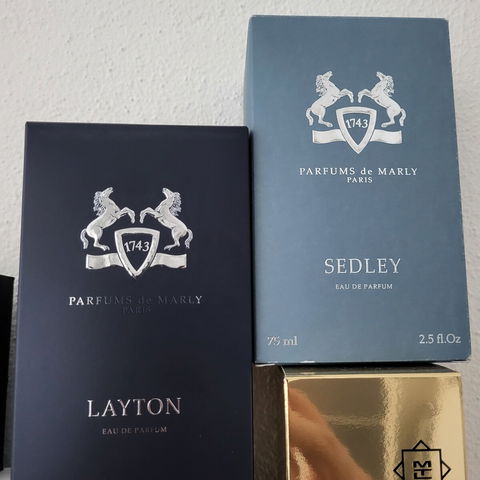 1743
PARFUMS de MARLY
PARIS
LAYTON
EAU DE PARFUM
1743
PARFUMS de MARLY
PARIS
SEDLEY
EAU DE PARFUM
75 ml 2.5 fl.Oz